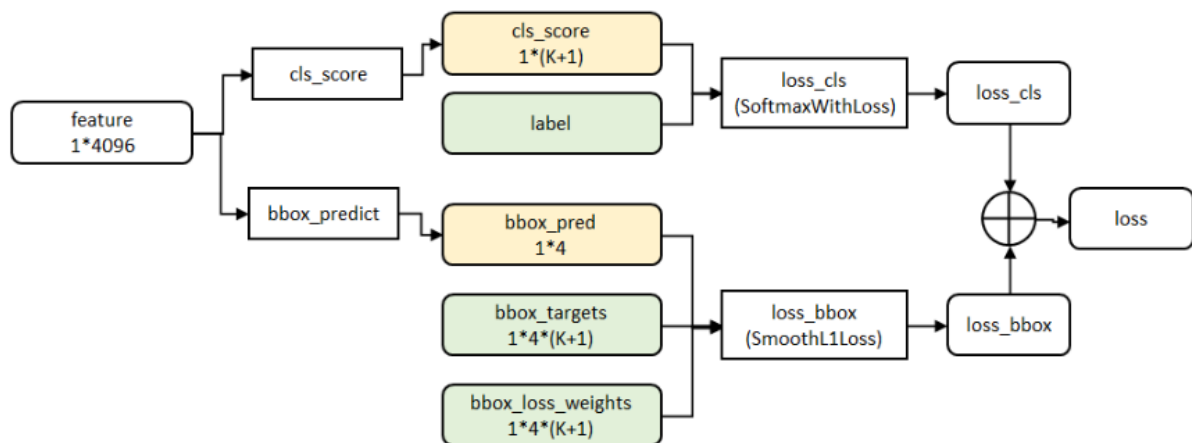 feature
1*4096
cls_score
bbox_predict
cls_score
1*(K+1)
label
bbox_pred
1*4
bbox_targets
1*4*(K+1)
bbox_loss_weights
1*4*(K+1)
loss_cls
(SoftmaxWithLoss)
loss_bbox
(SmoothL1Loss)
loss_cls
loss_bbox
loss